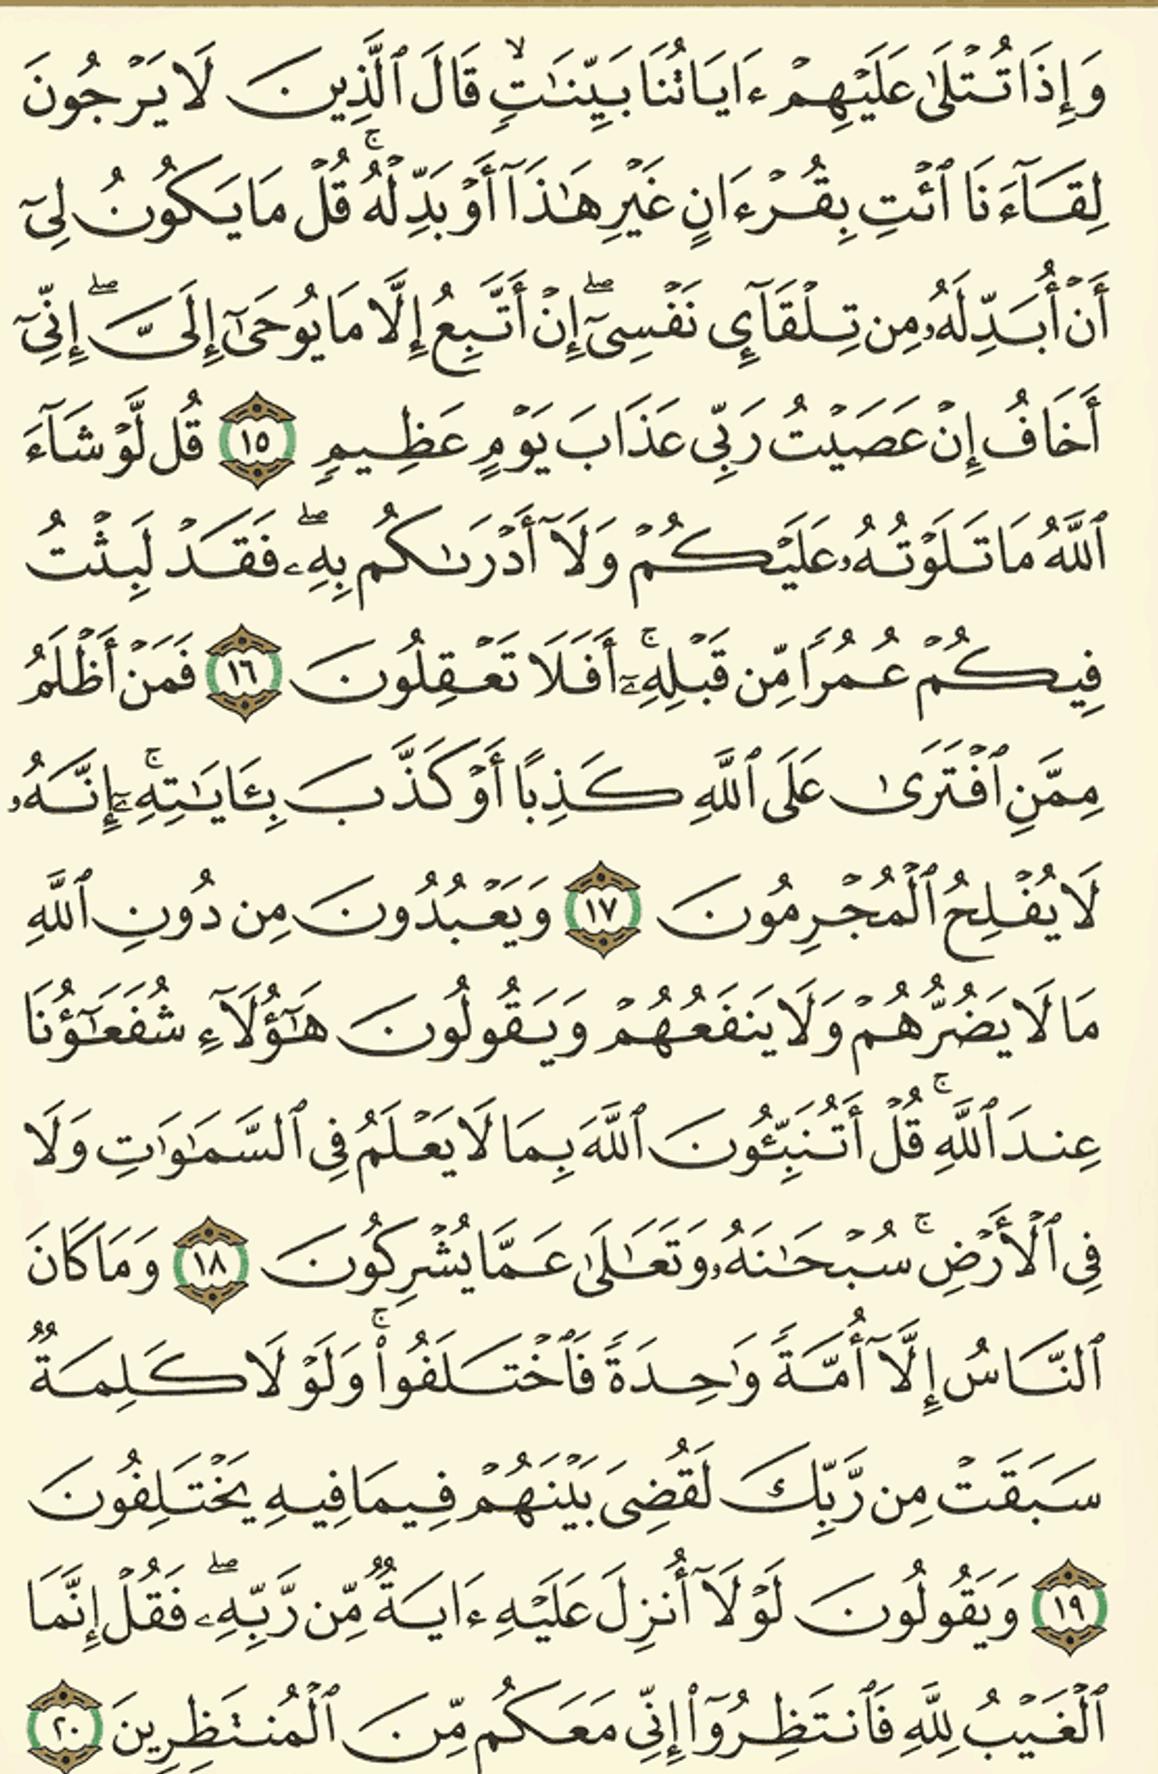 وَإِذَا تُتْلَىٰ عَلَيْهِمْ ءَايَاتُنَا بَيِّنَـٰتٍۙ قَالَ ٱلَّذِينَ لَا يَرْجُونَ
لِقَآءَنَا ٱئْتِ بِقُرْءَانٍ غَيْرِ هَـٰذَآ أَوْ بَدِّلْهُۚ قُلْ مَا يَكُونُ لِىٓ
أَنْ أُبَدِّلَهُۥ مِن تِلْقَآئِ نَفْسِىٓۖ إِنْ أَتَّبِعُ إِلَّا مَا يُوحَىٰٓ إِلَىَّۖ إِنِّىٓ
أَخَافُ إِنْ عَصَيْتُ رَبِّى عَذَابَ يَوْمٍ عَظِيمٍ ١٥ قُل لَّوْ شَآءَ
ٱللَّهُ مَا تَلَوْتُهُۥ عَلَيْكُمْ وَلَآ أَدْرَىٰكُم بِهِۦۖ فَقَدْ لَبِثْتُ
فِيكُمْ عُمُرًا مِّن قَبْلِهِۦٓۚ أَفَلَا تَعْقِلُونَ ١٦ فَمَنْ أَظْلَمُ
مِمَّنِ ٱفْتَرَىٰ عَلَى ٱللَّهِ كَذِبًا أَوْ كَذَّبَ بِـَٔايَـٰتِهِۦٓۚ إِنَّهُۥ
لَا يُفْلِحُ ٱلْمُجْرِمُونَ ١٧ وَيَعْبُدُونَ مِن دُونِ ٱللَّهِ
مَا لَا يَضُرُّهُمْ وَلَا يَنفَعُهُمْ وَيَقُولُونَ هَـٰٓؤُلَآءِ شُفَعَـٰٓؤُنَا
عِندَ ٱللَّهِۚ قُلْ أَتُنَبِّـُٔونَ ٱللَّهَ بِمَا لَا يَعْلَمُ فِى ٱلسَّمَـٰوَٰتِ وَلَا
فِى ٱلْأَرْضِۚ سُبْحَـٰنَهُۥ وَتَعَـٰلَىٰ عَمَّا يُشْرِكُونَ ١٨ وَمَا كَانَ
ٱلنَّاسُ إِلَّآ أُمَّةً وَٰحِدَةً فَٱخْتَلَفُوا۟ۚ وَلَوْلَا كَلِمَةٌ
سَبَقَتْ مِن رَّبِّكَ لَقُضِىَ بَيْنَهُمْ فِيمَا فِيهِ يَخْتَلِفُونَ
١٩ وَيَقُولُونَ لَوْلَآ أُنزِلَ عَلَيْهِ ءَايَةٌ مِّن رَّبِّهِۦۖ فَقُلْ إِنَّمَا
ٱلْغَيْبُ لِلَّهِ فَٱنتَظِرُوٓا۟ إِنِّى مَعَكُم مِّنَ ٱلْمُنتَظِرِينَ ٢٠